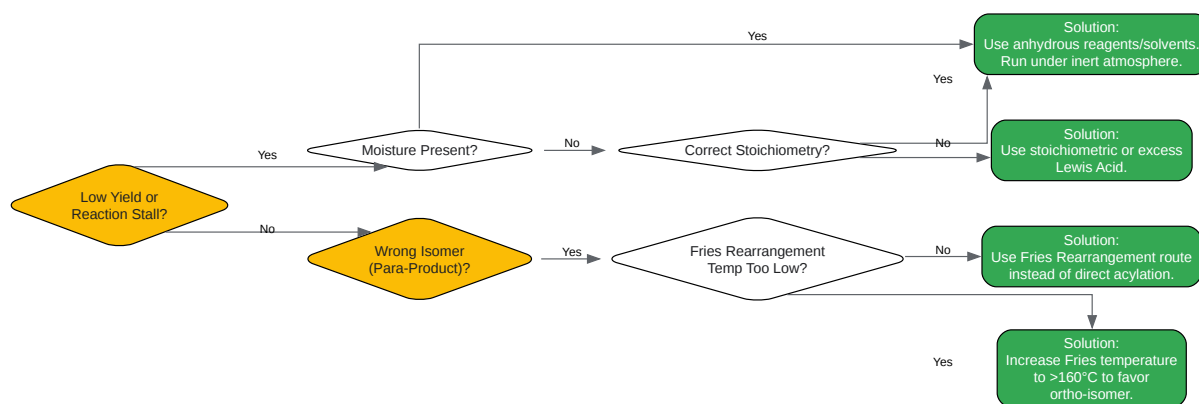 Solution:
Use anhydrous reagents/solvents.
Run under inert atmosphere.
Yes
Yes
Moisture Present?
No
Correct Stoichiometry?
No
Solution:
Use stoichiometric or excess
Lewis Acid.
Yes
Low Yield or
Reaction Stall?
No
Wrong Isomer
(Para-Product)?
Yes
Fries Rearrangement
Temp Too Low?
No
Solution:
Use Fries Rearrangement route
instead of direct acylation.
Yes
Solution:
Increase Fries temperature
to >160°C to favor
ortho-isomer.